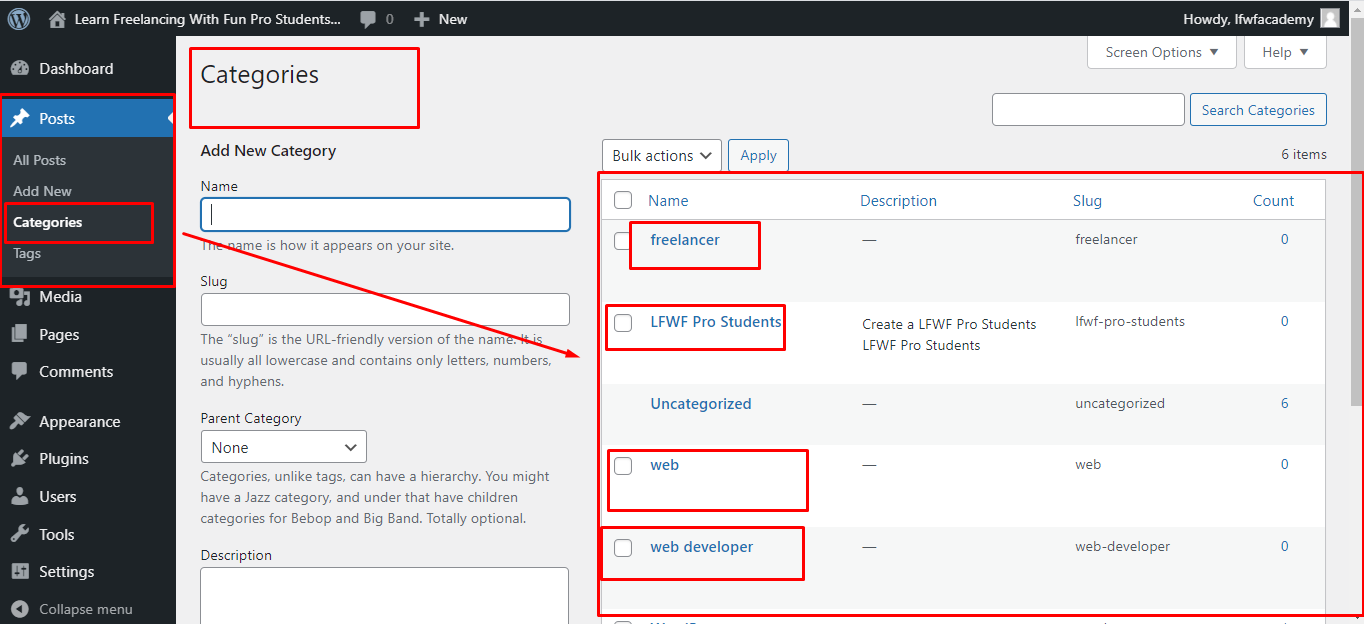 Learn Freelancing With Fun Pro Students... 0 New Howdy, lfwfacademy
Dashboard
Posts
All Posts
Add New
Categories
Tags
Media
Pages
Comments
Appearance
Plugins
Users
Tools
Settings
Collapse menu
Screen Options Help
Categories
Search Categories
Add New Category
Name
The name is how it appears on your site.
Slug
The “slug” is the URL-friendly version of the name. It is
usually all lowercase and contains only letters, numbers,
and hyphens.
Parent Category
None
Categories, unlike tags, can have a hierarchy. You might
have a Jazz category, and under that have children
categories for Bebop and Big Band. Totally optional.
Description
Bulk actions Apply 6 items
Name Description Slug Count
freelancer — freelancer 0
LFWF Pro Students Create a LFWF Pro Students lfwf-pro-students 0
LFWF Pro Students
Uncategorized — uncategorized 6
web — web 0
web developer — web-developer 0